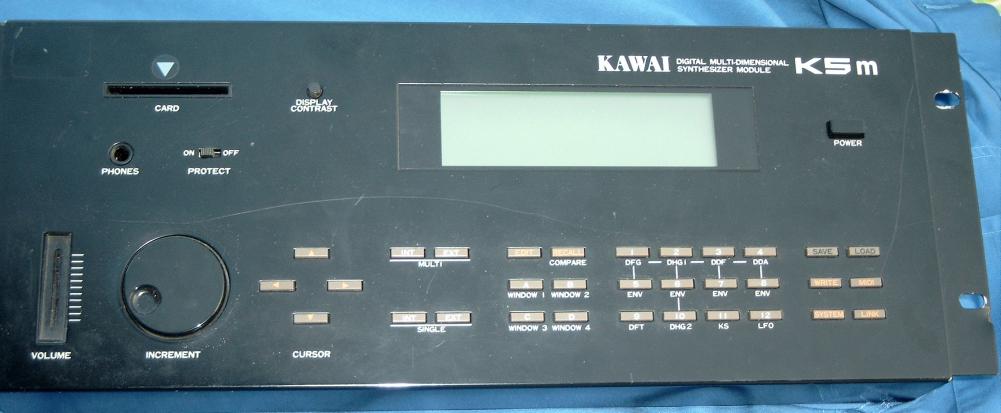 KAWAI DIGITAL MULTI-DIMENSIONAL SYNTHESIZER MODULE K5m
CARD
DISPLAY
CONTRAST
POWER
PHONES
ON OFF
PROTECT
INT EXT
MULTI
EDIT RECALL
COMPARE
1 2 3 4
DFG DHG1 DDF DDA
SAVE LOAD
A B
WINDOW 1 WINDOW 2
5 6 7 8
ENV ENV ENV ENV
WRITE MIDI
INT EXT
SINGLE
C D
WINDOW 3 WINDOW 4
9 10 11 12
DFT DHG2 KS LFO
SYSTEM LINK
VOLUME
INCREMENT
CURSOR